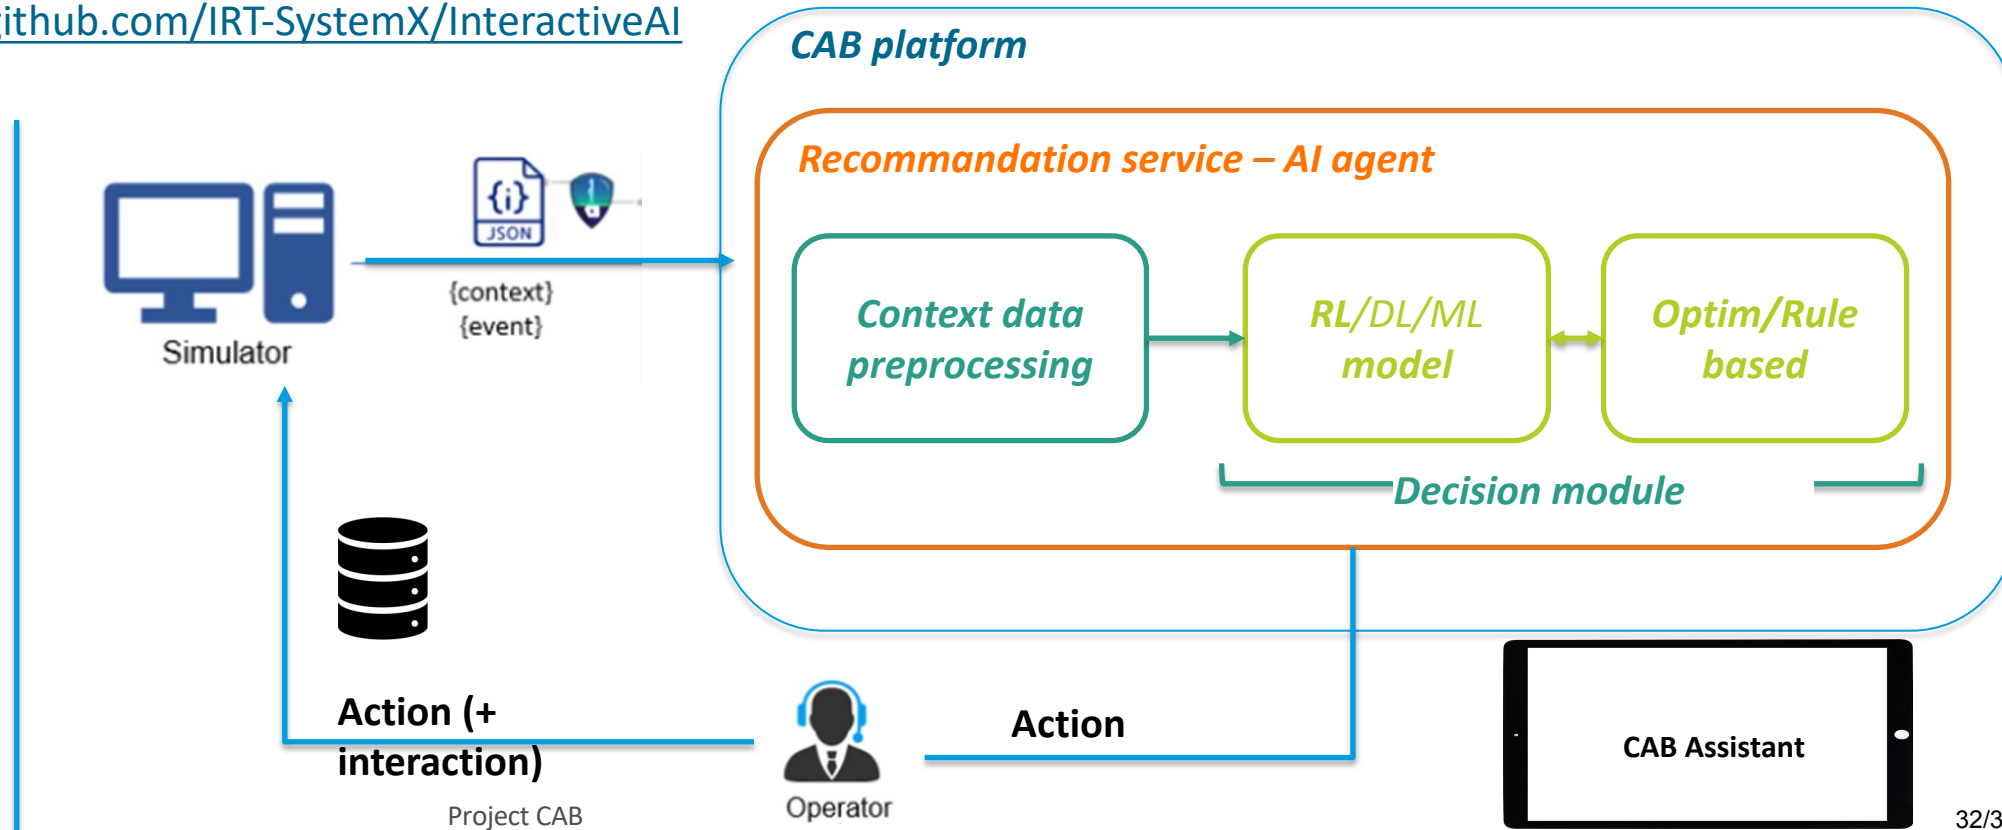 github.com/IRT-SystemX/InteractiveAI
CAB platform
Recommandation service – AI agent
{i}
JSON
{context}
{event}
Simulator
Context data
preprocessing
RL/DL/ML
model
Optim/Rule
based
Decision module
Action (+
interaction)
Action
Operator
CAB Assistant
Project CAB
32/3